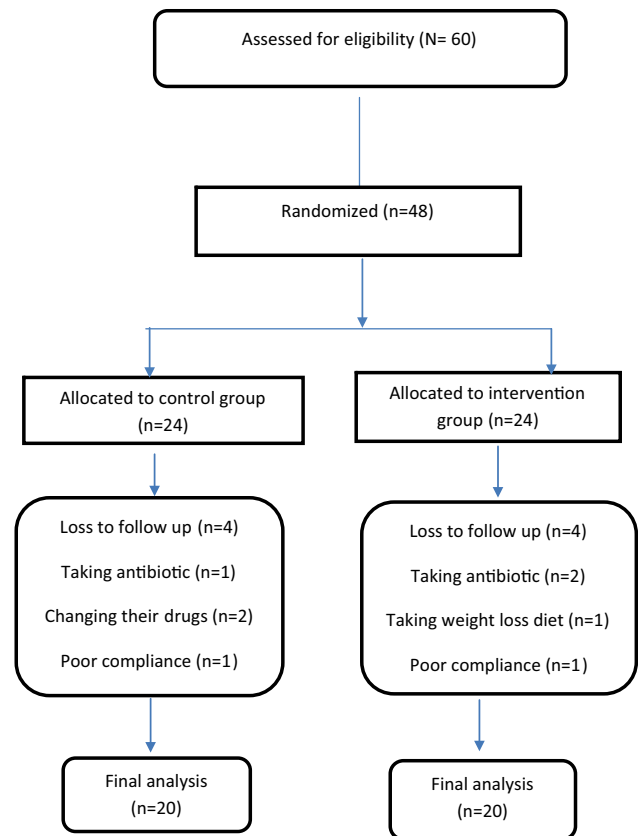 Assessed for eligibility (N= 60)
Randomized (n=48)
Allocated to control group
(n=24)
Allocated to intervention
group (n=24)
Loss to follow up (n=4)
Taking antibiotic (n=1)
Changing their drugs (n=2)
Poor compliance (n=1)
Loss to follow up (n=4)
Taking antibiotic (n=2)
Taking weight loss diet (n=1)
Poor compliance (n=1)
Final analysis
(n=20)
Final analysis
(n=20)